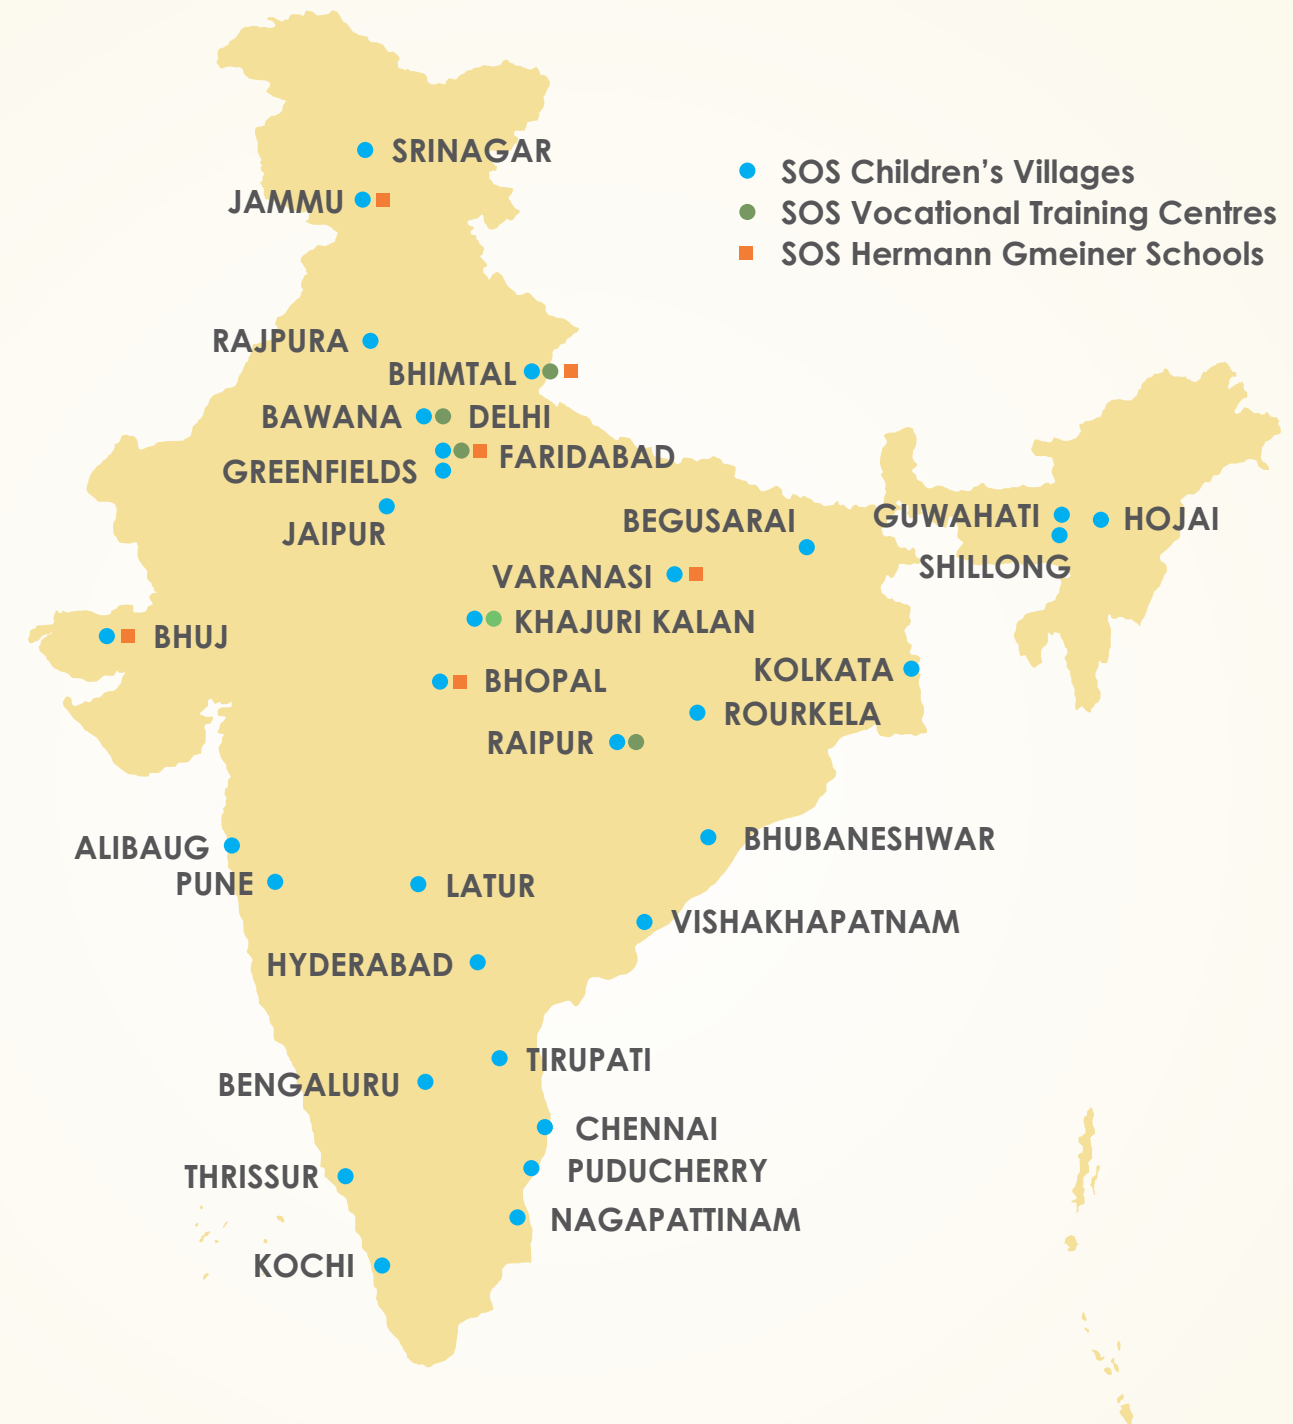 SRINAGAR
SOS Children’s Villages
JAMMU
SOS Vocational Training Centres
SOS Hermann Gmeiner Schools
RAJPURA
BHIMTAL
BAWANA DELHI
FARIDABAD
GREENFIELDS
JAIPUR
BEGUSARAI
GUWAHATI HOJAI
SHILLONG
VARANASI
KHAJURI KALAN
BHUJ
KOLKATA
BHOPAL
ROURKELA
RAIPUR
BHUBANESHWAR
ALIBAUG
PUNE
LATUR
VISHAKHAPATNAM
HYDERABAD
TIRUPATI
BENGALURU
CHENNAI
PUDUCHERRY
THRISSUR
NAGAPATTINAM
KOCHI